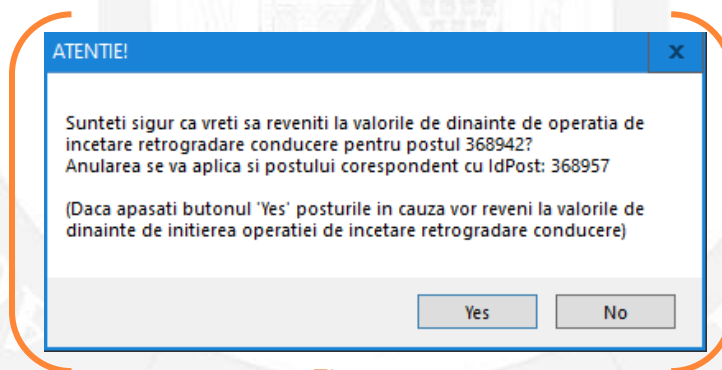 ATENTIE!
x
Sunteti sigur ca vreti sa reveniti la valorile de dinainte de operatia de
incetare retrogradare conducere pentru postul 368942?
Anularea se va aplica si postului corespondent cu IdPost: 368957
(Daca apasati butonul 'Yes' posturile in cauza vor reveni la valorile de
dinainte de initierea operatiei de incetare retrogradare conducere)
Yes
No